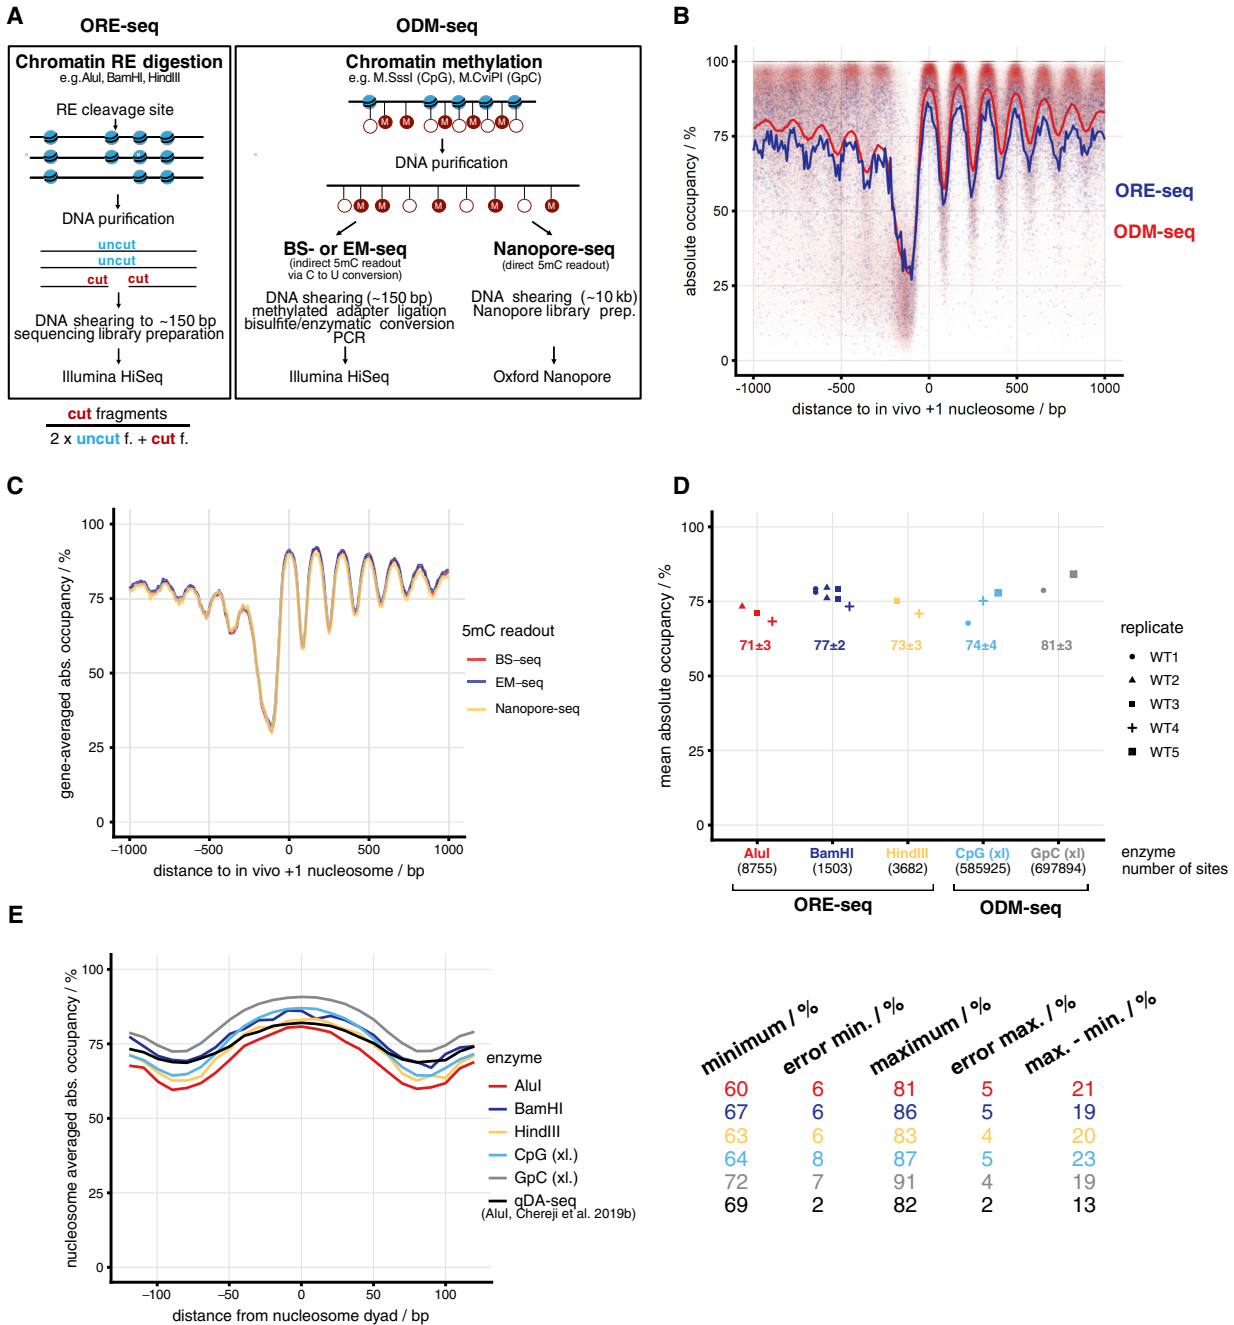 A
ORE-seq
ODM-seq
Chromatin RE digestion
e.g.AluI, BamHI, HindIII
RE cleavage site
DNA purification
uncut
uncut
cut cut
DNA shearing to ~150 bp
sequencing library preparation
Illumina HiSeq
cut fragments
2 x uncut f. + cut f.
Chromatin methylation
e.g. M.SssI (CpG), M.CviPI (GpC)
M M M M M
DNA purification
M M M M M
BS- or EM-seq
(indirect 5mC readout
via C to U conversion)
DNA shearing (~150 bp)
methylated adapter ligation
bisulfite/enzymatic conversion
PCR
Illumina HiSeq
Nanopore-seq
(direct 5mC readout)
DNA shearing (~10 kb)
Nanopore library prep.
Oxford Nanopore
B
absolute occupancy / %
100
75
50
25
0
-1000 -500 0 500 1000
distance to in vivo +1 nucleosome / bp
ORE-seq
ODM-seq
C
gene-averaged abs. occupancy / %
100
75
50
25
0
−1000 −500 0 500 1000
distance to in vivo +1 nucleosome / bp
5mC readout
BS–seq
EM–seq
Nanopore-seq
D
mean absolute occupancy / %
100
75
50
25
0
71±3 77±2 73±3 74±4 81±3
AluI BamHI HindIII CpG (xl) GpC (xl) enzyme
(8755) (1503) (3682) (585925) (697894) number of sites
ORE-seq ODM-seq
replicate
WT1
WT2
WT3
WT4
WT5
E
nucleosome averaged abs. occupancy / %
100
75
50
25
0
−100 −50 0 50 100
distance from nucleosome dyad / bp
enzyme
AluI
BamHI
HindIII
CpG (xl.)
GpC (xl.)
qDA-seq
(AluI, Chereji et al. 2019b)
minimum / % error min. / % maximum / % error max. / % max. - min. / %
60 6 81 5 21
67 6 86 5 19
63 6 83 4 20
64 8 87 5 23
72 7 91 4 19
69 2 82 2 13